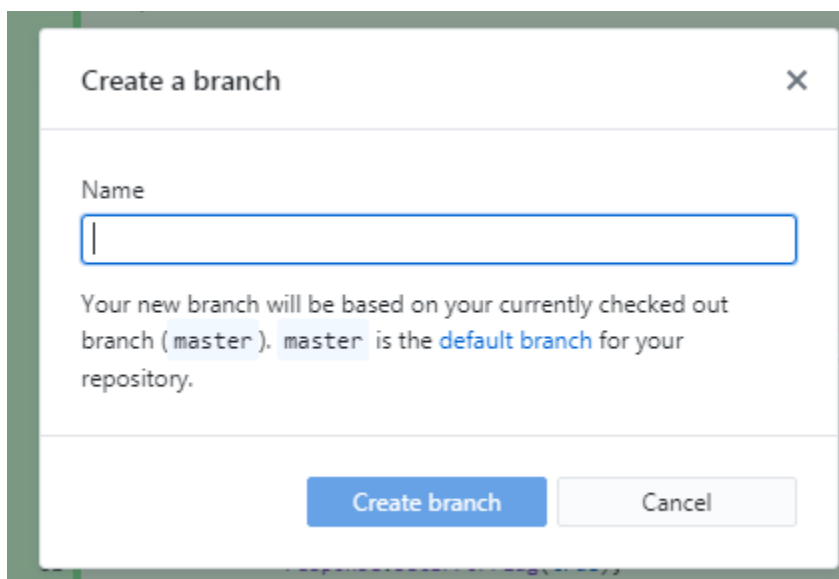 Create a branch
Name
Your new branch will be based on your currently checked out
branch (master). master is the default branch for your
repository.
Create branch
Cancel